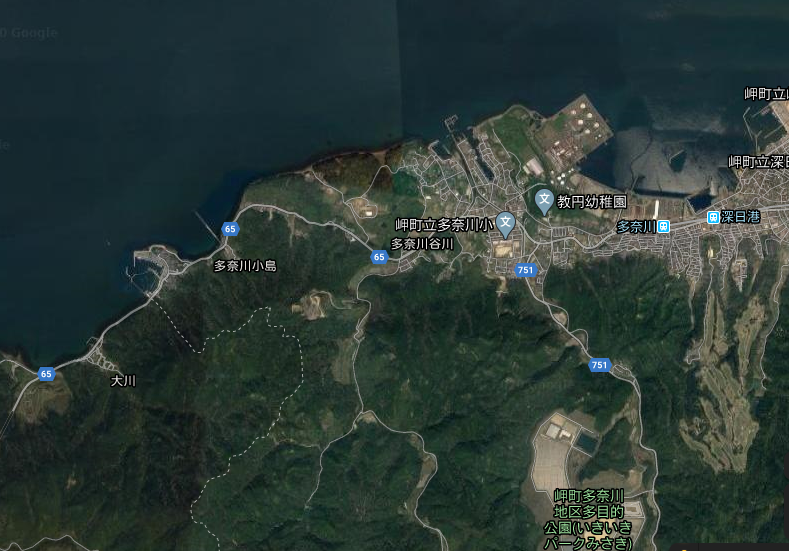 Google
岬町立
岬町立深
教円幼稚園
岬町立多奈川小
多奈川
深日港
65
多奈川谷川
65
多奈川小島
751
751
65
大川
岬町多奈川
地区多目的
公園(いきいき
パークみさき)